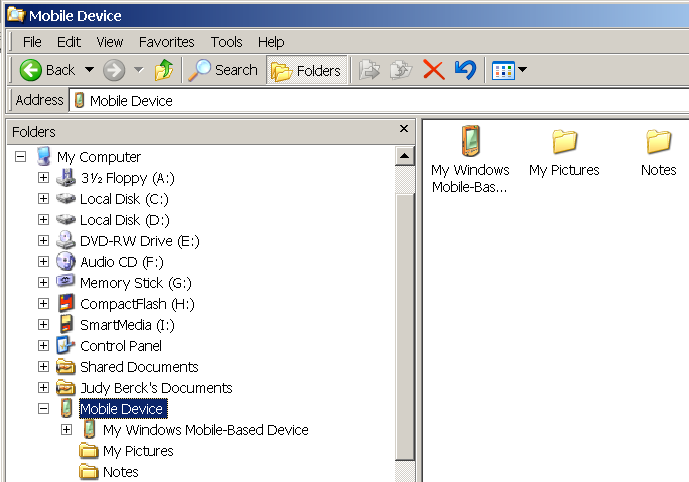 Mobile Device
File Edit View Favorites Tools Help
Back Search Folders
Address Mobile Device
Folders
My Computer
3½ Floppy (A:)
Local Disk (C:)
Local Disk (D:)
DVD-RW Drive (E:)
Audio CD (F:)
Memory Stick (G:)
CompactFlash (H:)
SmartMedia (I:)
Control Panel
Shared Documents
Judy Berck's Documents
Mobile Device
My Windows Mobile-Based Device
My Pictures
Notes
My Windows
Mobile-Bas...
My Pictures
Notes